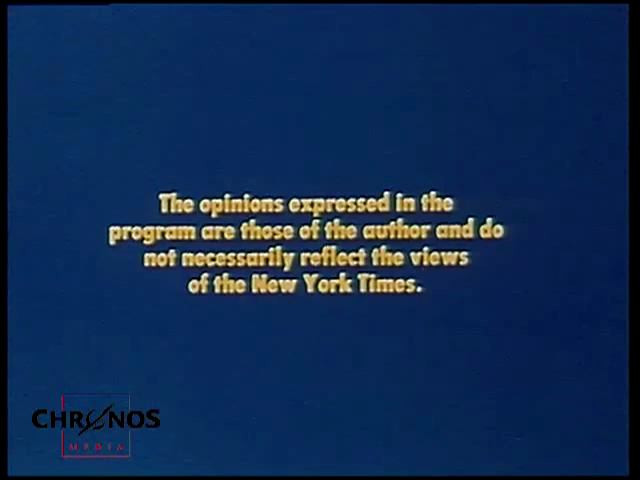 The opinions expressed in the
program are those of the author and do
not necessarily reflect the views
of the New York Times.
CHRONOS
MEDIA